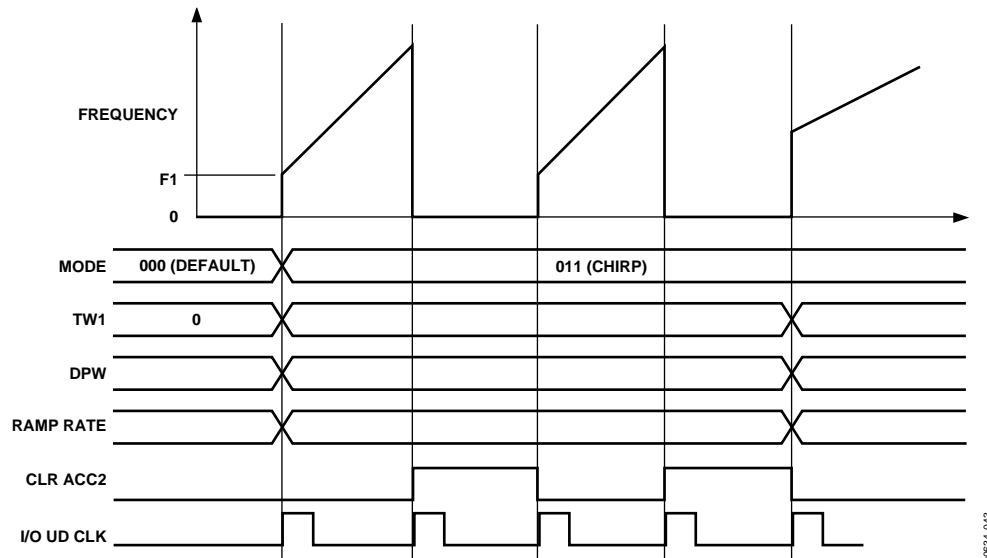 FREQUENCY
F1
0
MODE
000 (DEFAULT)
011 (CHIRP)
TW1
0
DPW
RAMP RATE
CLR ACC2
I/O UD CLK